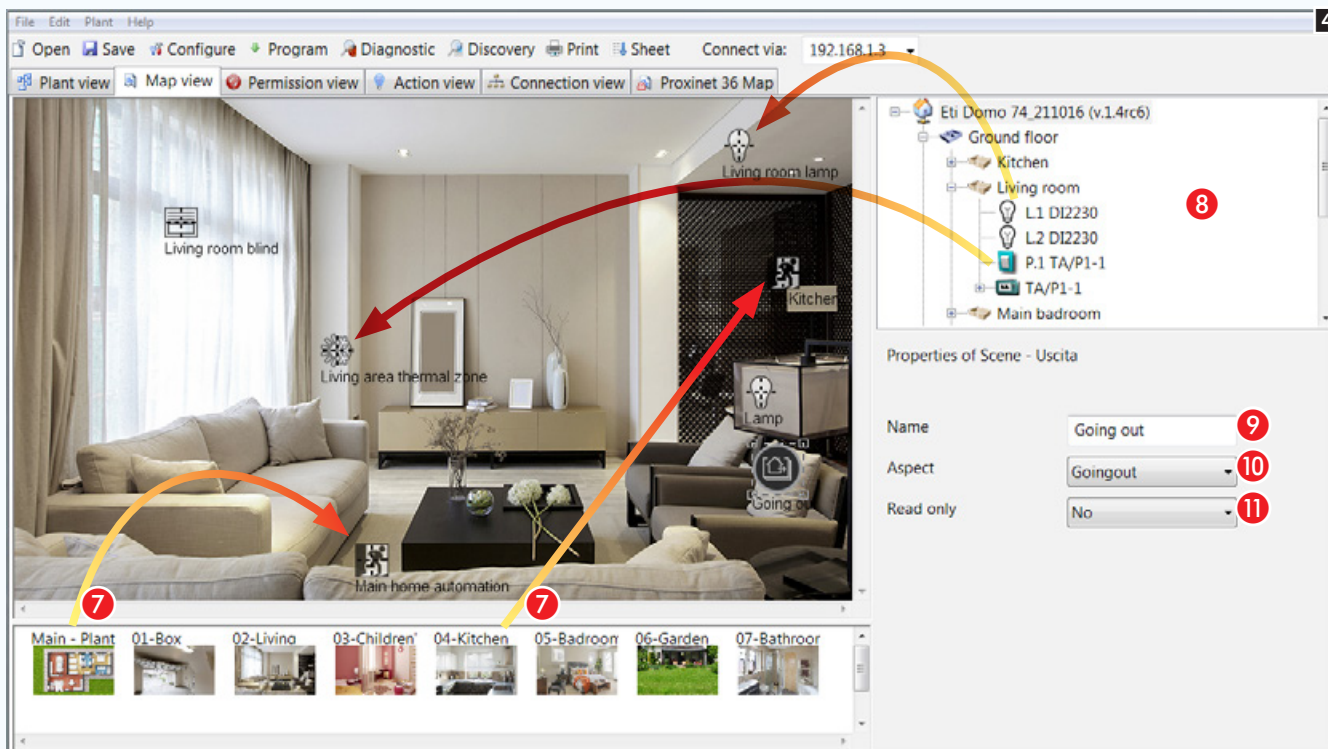 File Edit Plant Help
4
Open Save Configure Program Diagnostic Discovery Print Sheet Connect via: 192.168.1.3
Plant view Map view Permission view Action view Connection view Proxinet 36 Map
Living room lamp
Living room blind
Kitchen
Living area thermal zone
Lamp
Going
Main home automation
7
7
Main - Plant 01-Box 02-Living 03-Children' 04-Kitchen 05-Badroom 06-Garden 07-Bathroor
Eti Domo 74_211016 (v.1.4rc6)
Ground floor
Kitchen
Living room
8
L.1 DI2230
L.2 DI2230
P.1 TA/P1-1
TA/P1-1
Main badroom
Properties of Scene - Uscita
Name Going out 9
Aspect Goingout 10
Read only No 11